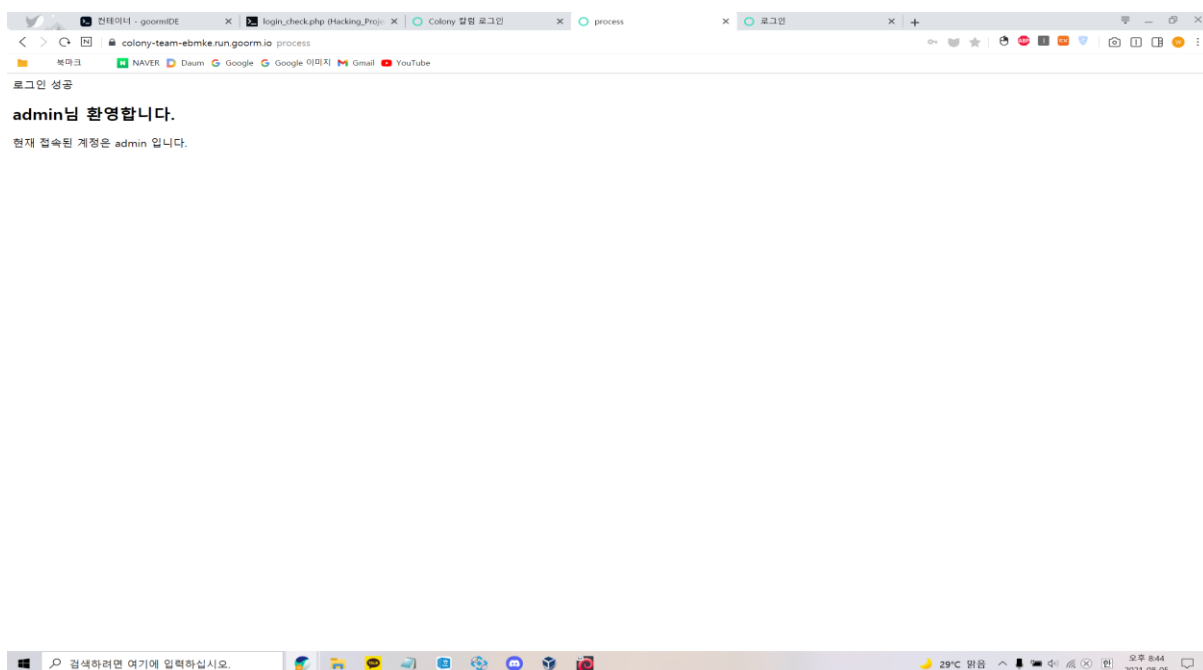 컨테이너 - goormIDE
login_check.php (Hacking_Proje
Colony 칼럼 로그인
process
로그인
colony-team-ebmke.run.goorm.io process
북마크
NAVER
Daum
Google
Google 이미지
Gmail
YouTube
로그인 성공
admin님 환영합니다.
현재 접속된 계정은 admin 입니다.
검색하려면 여기에 입력하십시오.
29°C 맑음
한
오후 8:44
2021-08-05